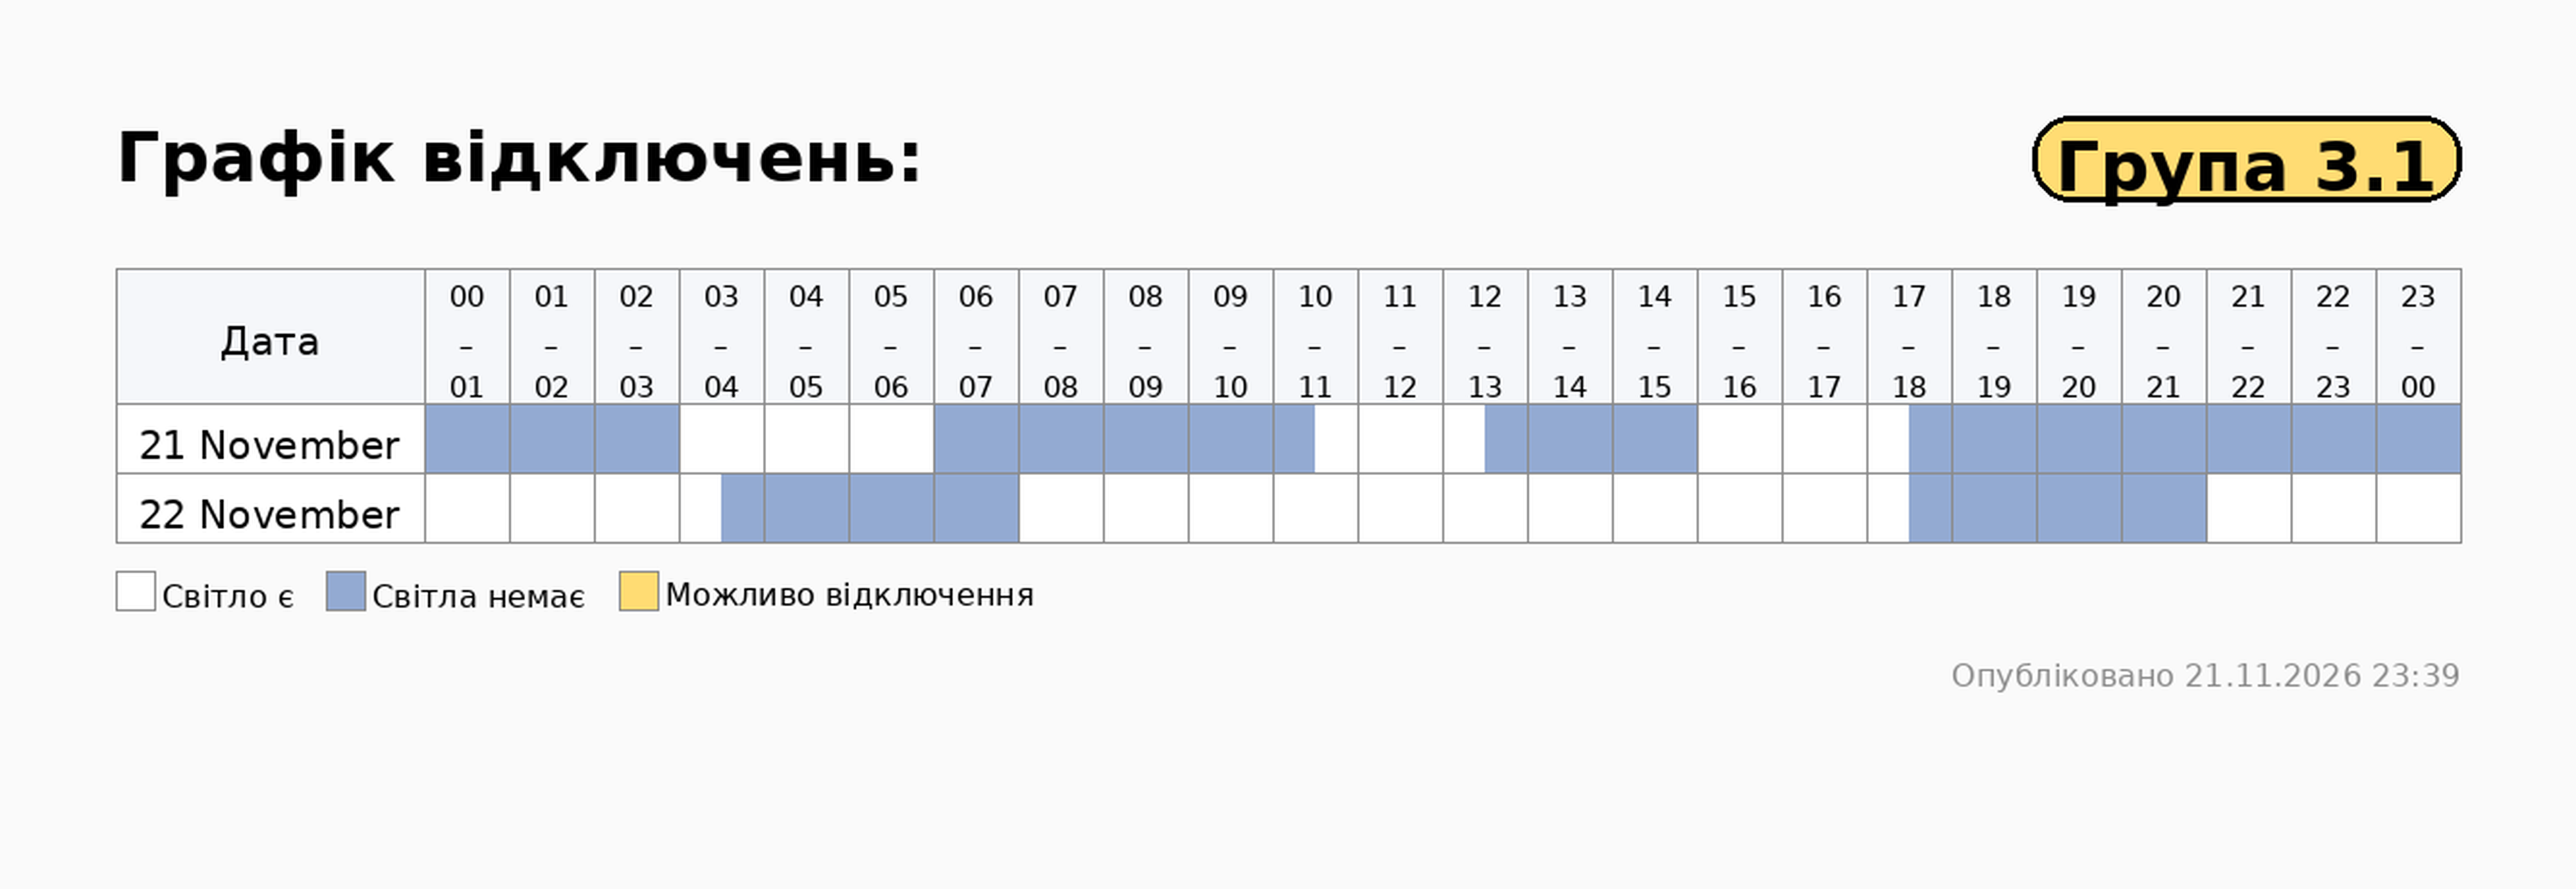 Графік відключень:
Група 3.1
Дата
00 – 01
01 – 02
02 – 03
03 – 04
04 – 05
05 – 06
06 – 07
07 – 08
08 – 09
09 – 10
10 – 11
11 – 12
12 – 13
13 – 14
14 – 15
15 – 16
16 – 17
17 – 18
18 – 19
19 – 20
20 – 21
21 – 22
22 – 23
23 – 00
21 November
22 November
Світло є
Світла немає
Можливо відключення
Опубліковано 21.11.2026 23:39